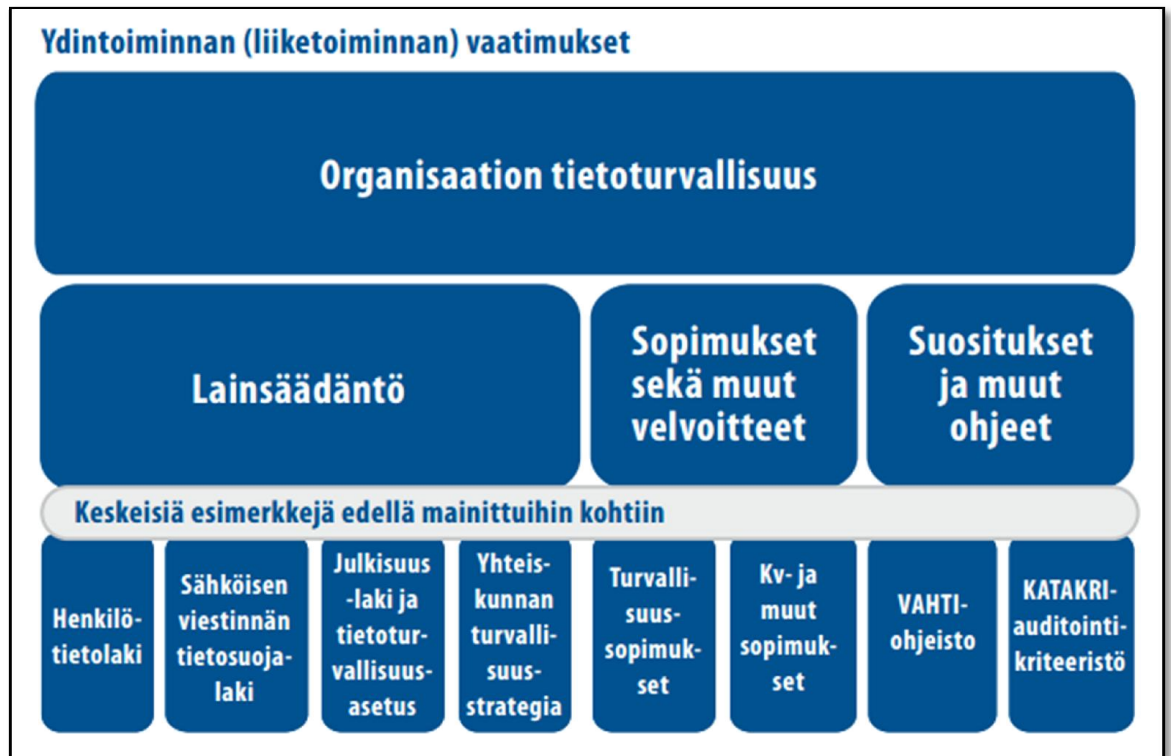 Ydintoiminnan (liiketoiminnan) vaatimukset
Organisaation tietoturvallisuus
Lainsäädäntö
Sopimukset
sekä muut
velvoitteet
Suositukset
ja muut
ohjeet
Keskeisiä esimerkkejä edellä mainittuihin kohtiin
Henkilö-
tietolaki
Sähköisen
viestinnän
tietosuoja-
laki
Julkisuus
-laki ja
tietotur-
vallisuus-
asetus
Yhteis-
kunnan
turvalli-
suus-
strategia
Turvalli-
suus-
sopimuk-
set
Kv- ja
muut
sopimuk-
set
VAHTI-
ohjeisto
KATAKRI-
auditointi-
kriteeristö